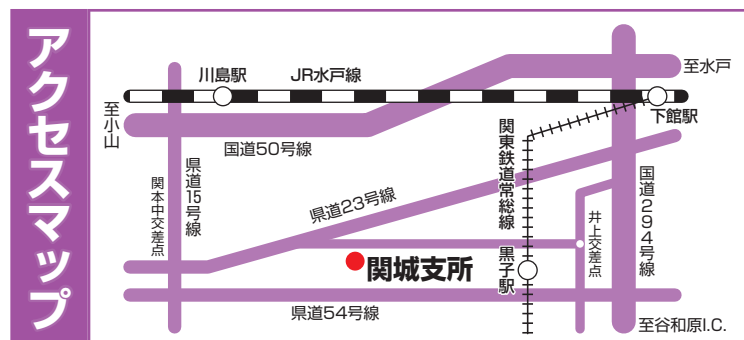 アクセスマップ
川島駅
JR水戸線
至水戸
至小山
下館駅
国道50号線
関東鉄道常総線
県道15号線
関本中交差点
県道23号線
国道294号線
井上交差点
関城支所
黒子駅
県道54号線
至谷和原I.C.